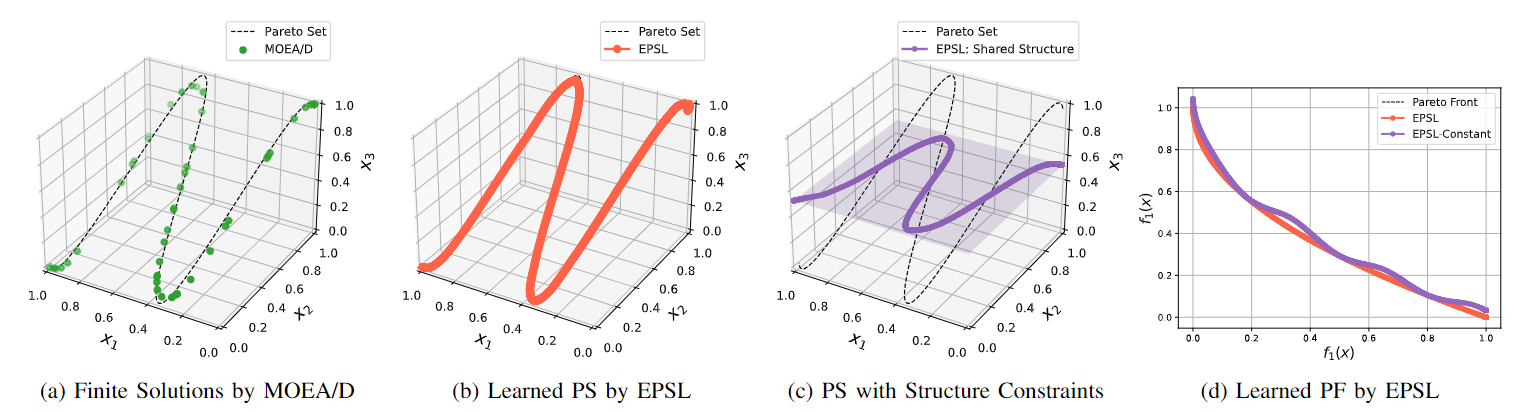 Pareto Set
MOEA/D
1.0
0.8
0.6
0.4
0.2
0.0
x3
1.0
0.8
0.6
0.4
0.2
0.0
x2
1.0
0.8
0.6
0.4
0.2
0.0
x1
(a) Finite Solutions by MOEA/D
Pareto Set
EPSL
1.0
0.8
0.6
0.4
0.2
0.0
x3
1.0
0.8
0.6
0.4
0.2
0.0
x2
1.0
0.8
0.6
0.4
0.2
0.0
x1
(b) Learned PS by EPSL
Pareto Set
EPSL: Shared Structure
1.0
0.8
0.6
0.4
0.2
0.0
x3
1.0
0.8
0.6
0.4
0.2
0.0
x2
1.0
0.8
0.6
0.4
0.2
0.0
x1
(c) PS with Structure Constraints
Pareto Front
EPSL
EPSL-Constant
1.0
0.8
0.6
0.4
0.2
0.0
f1(x)
0.0 0.2 0.4 0.6 0.8 1.0
f1(x)
(d) Learned PF by EPSL